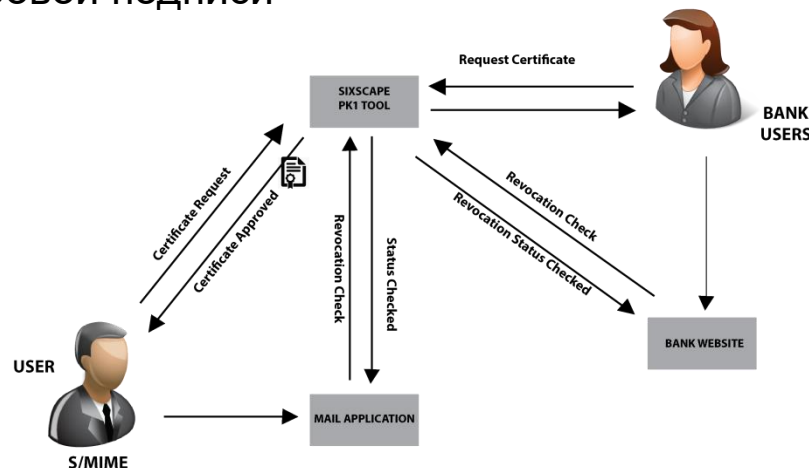 подписи
Request Certificate
SIXSCAPE
PK1 TOOL
BANK
USERS
Certificate Request
Certificate Approved
Revocation Check
Status Checked
Revocation Check
Revocation Status Checked
BANK WEBSITE
USER
MAIL APPLICATION
S/MIME